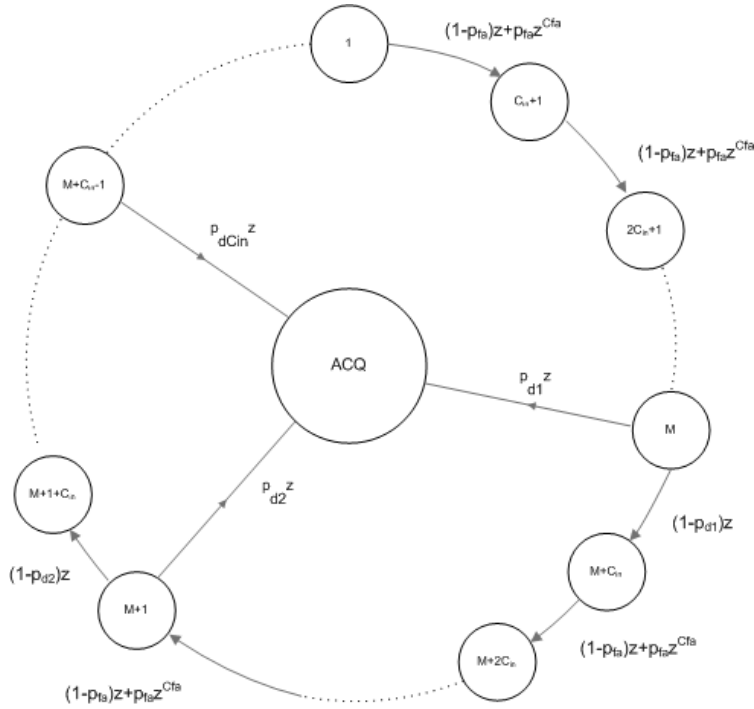 1
(1-pfa)z+pfazCfa
Cin+1
(1-pfa)z+pfazCfa
2Cin+1
M+Cin-1
pdCinz
ACQ
pd1z
M
M+1+Cin
pd2z
(1-pd1)z
(1-pd2)z
M+Cin
M+1
(1-pfa)z+pfazCfa
M+2Cin
(1-pfa)z+pfazCfa